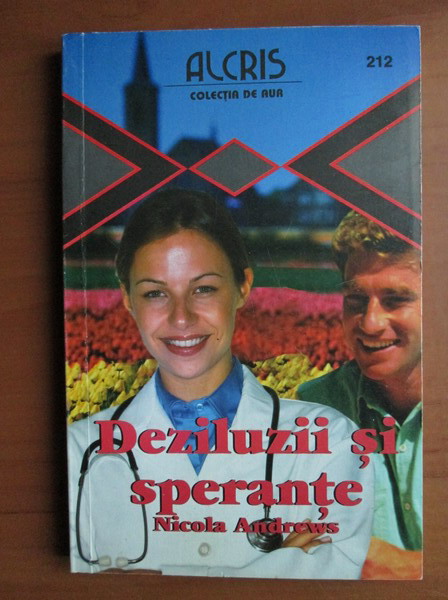 ALCRIS
COLECȚIA DE AUR
212
Deziluzii și
speranțe
Nicola Andrews